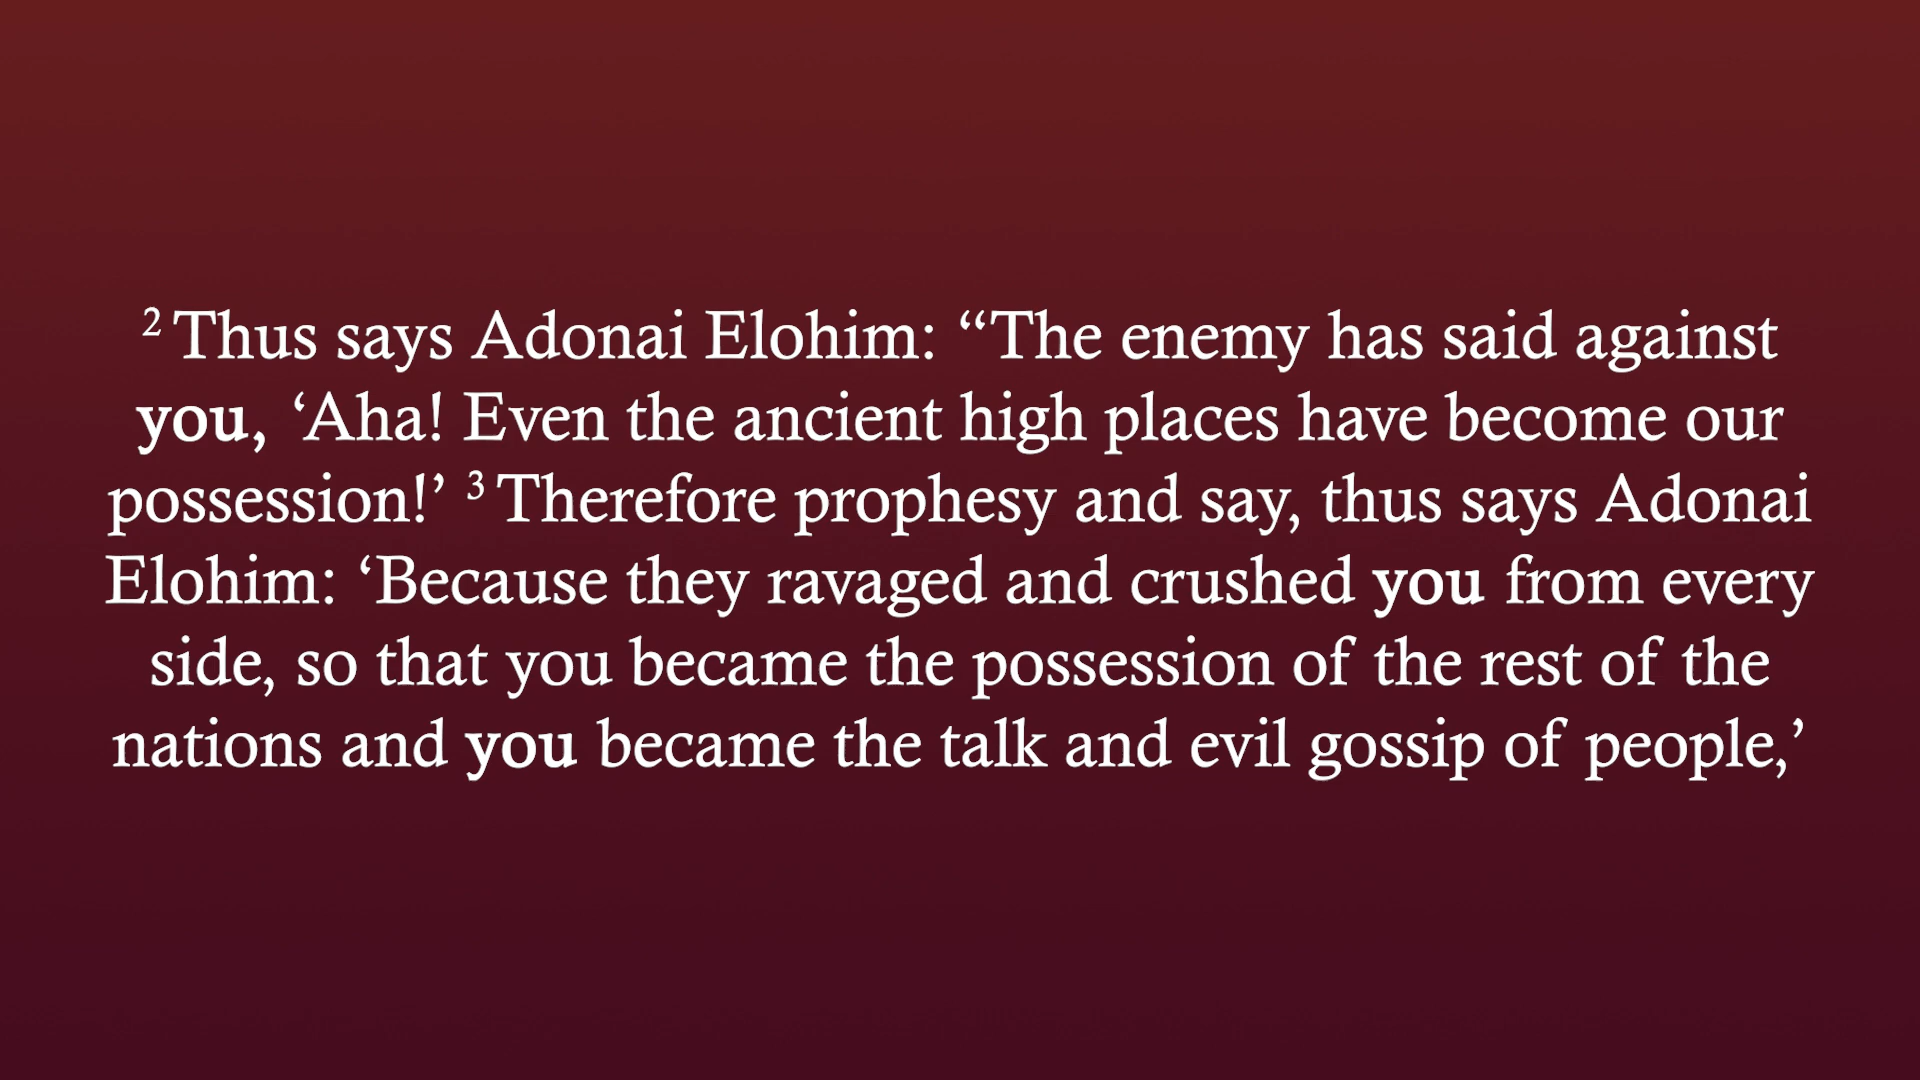 2 Thus says Adonai Elohim: “The enemy has said against
you, ‘Aha! Even the ancient high places have become our
possession!’ 3 Therefore prophesy and say, thus says Adonai
Elohim: ‘Because they ravaged and crushed you from every
side, so that you became the possession of the rest of the
nations and you became the talk and evil gossip of people,’